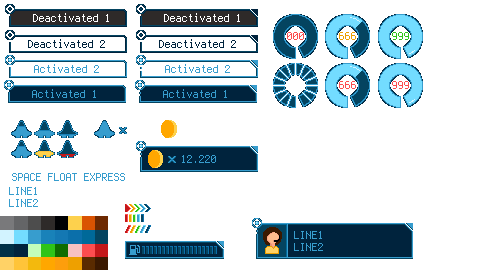 Deactivated 1
Deactivated 1
Deactivated 2
Deactivated 2
Activated 2
Activated 2
Activated 1
Activated 1
000
666
999
666
999
× 12.220
SPACE FLOAT EXPRESS
LINE1
LINE2
LINE1
LINE2